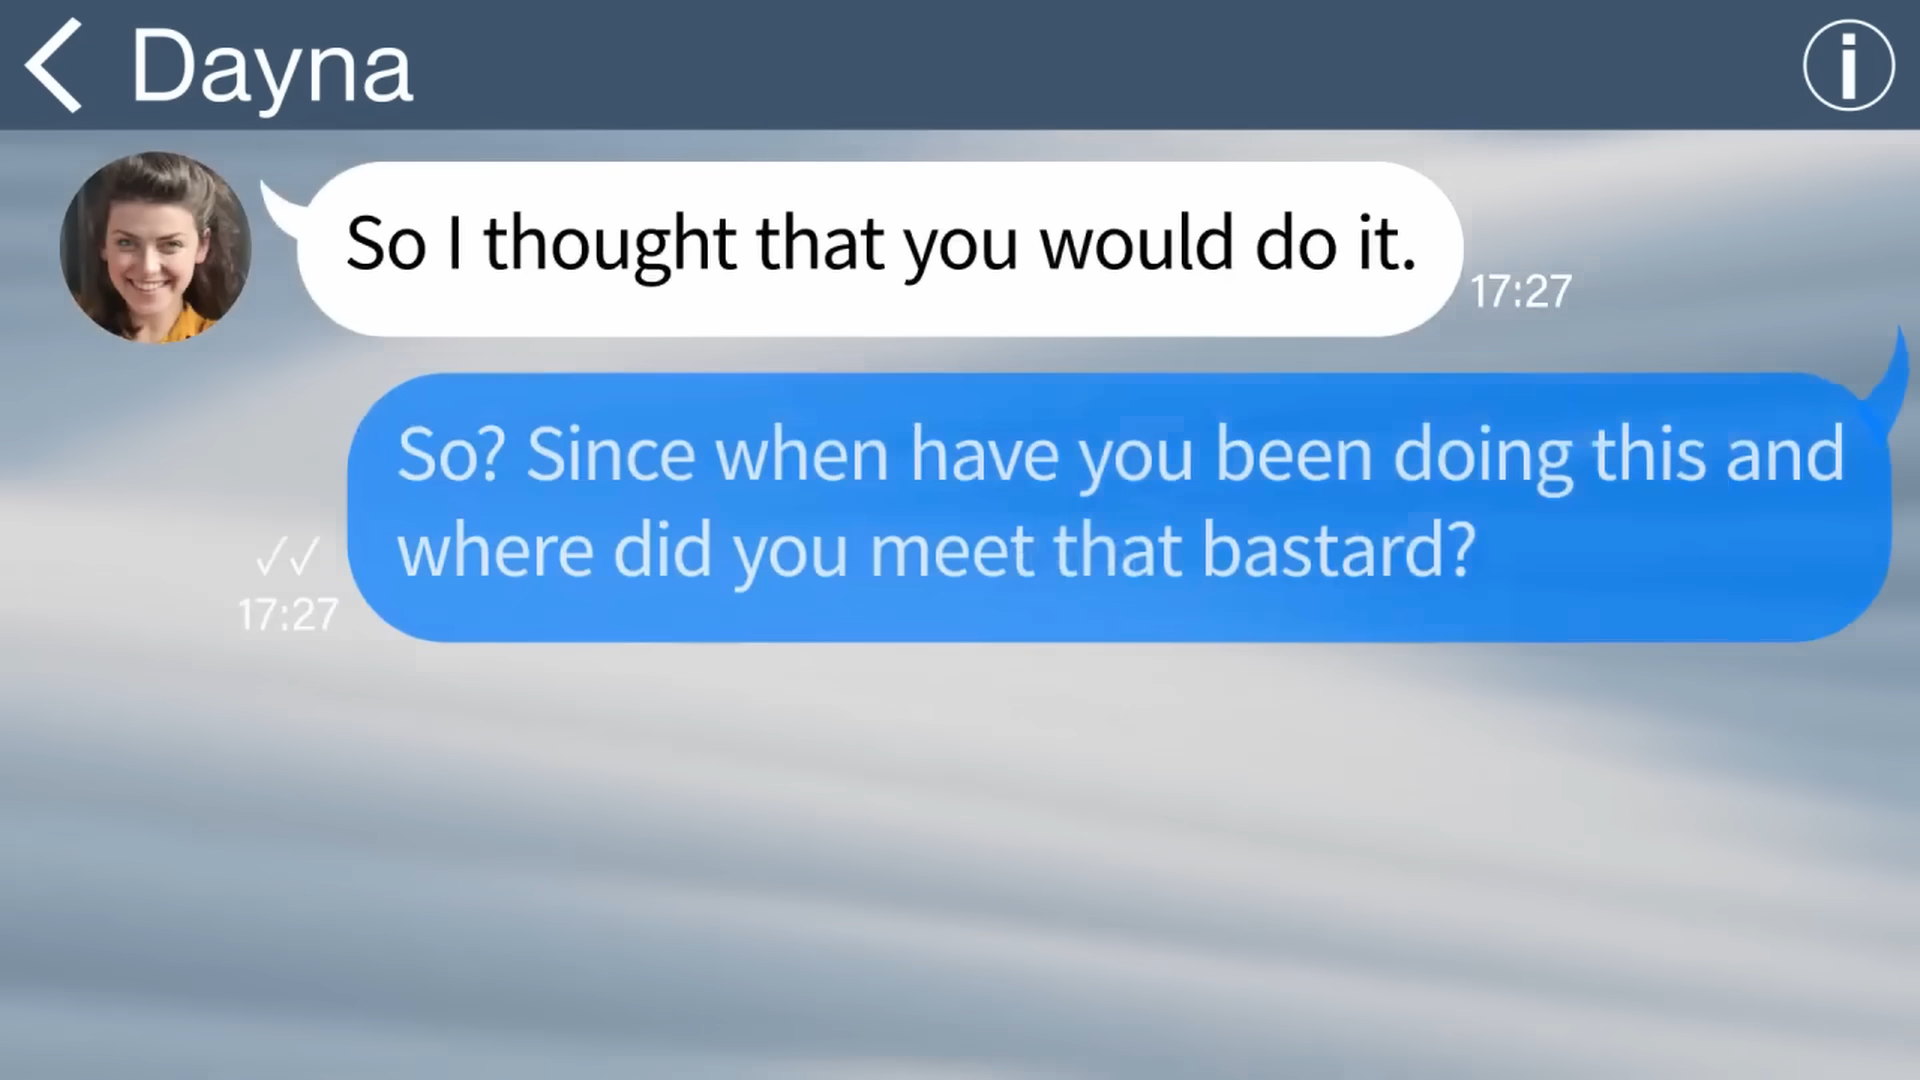 Dayna
So I thought that you would do it.
17:27
So? Since when have you been doing this and
where did you meet that bastard?
17:27